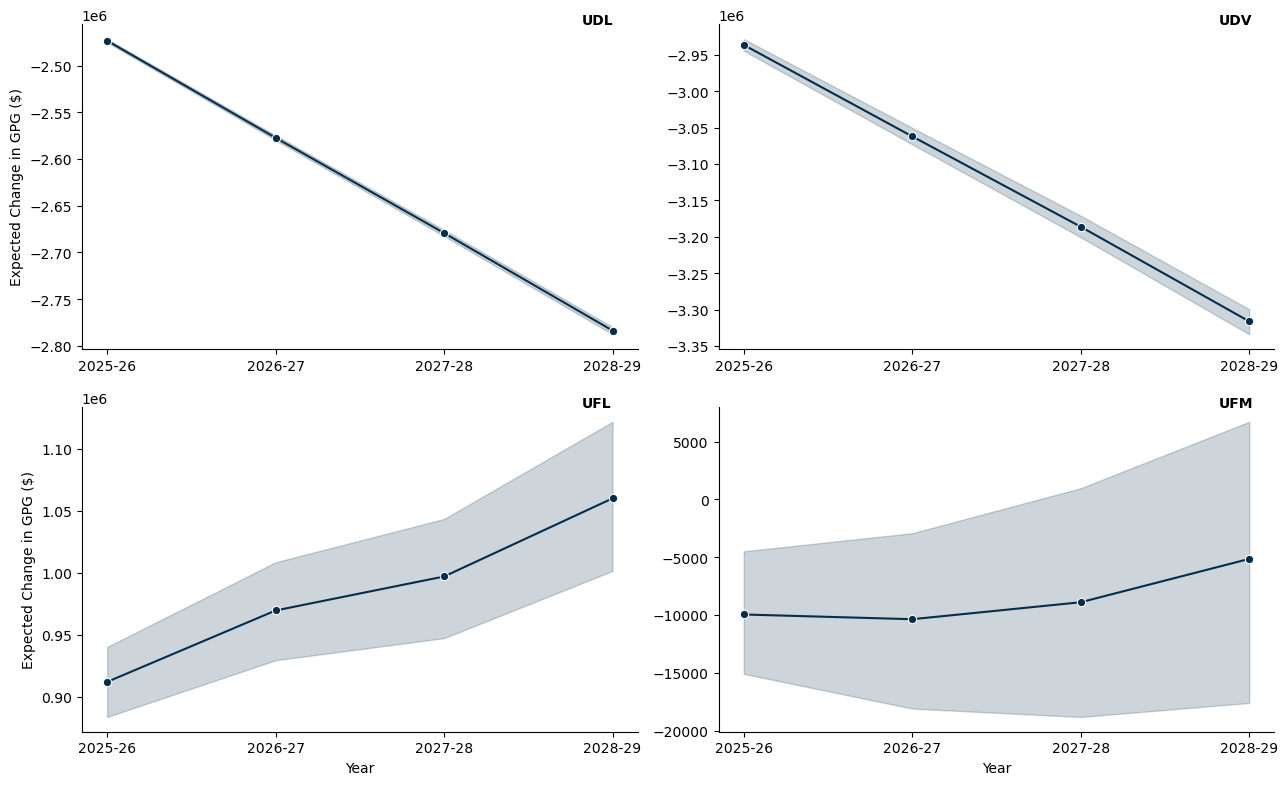 1e6
UDL
Expected Change in GPG ($)
−2.50
−2.55
−2.60
−2.65
−2.70
−2.75
−2.80
2025-26 2026-27 2027-28 2028-29
1e6
UDV
−2.95
−3.00
−3.05
−3.10
−3.15
−3.20
−3.25
−3.30
−3.35
2025-26 2026-27 2027-28 2028-29
1e6
UFL
Expected Change in GPG ($)
1.10
1.05
1.00
0.95
0.90
2025-26 2026-27 2027-28 2028-29
Year
UFM
5000
0
−5000
−10000
−15000
−20000
2025-26 2026-27 2027-28 2028-29
Year